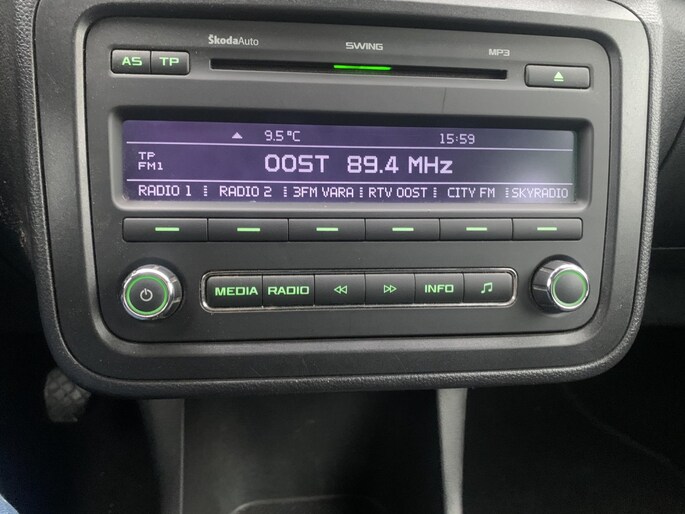 ŠkodaAuto SWING MP3
AS TP
9.5°C 15:59
TP
FM1
OOST 89.4 MHz
RADIO 1 RADIO 2 3FM VARA RTV OOST CITY FM SKYRADIO
MEDIA RADIO INFO